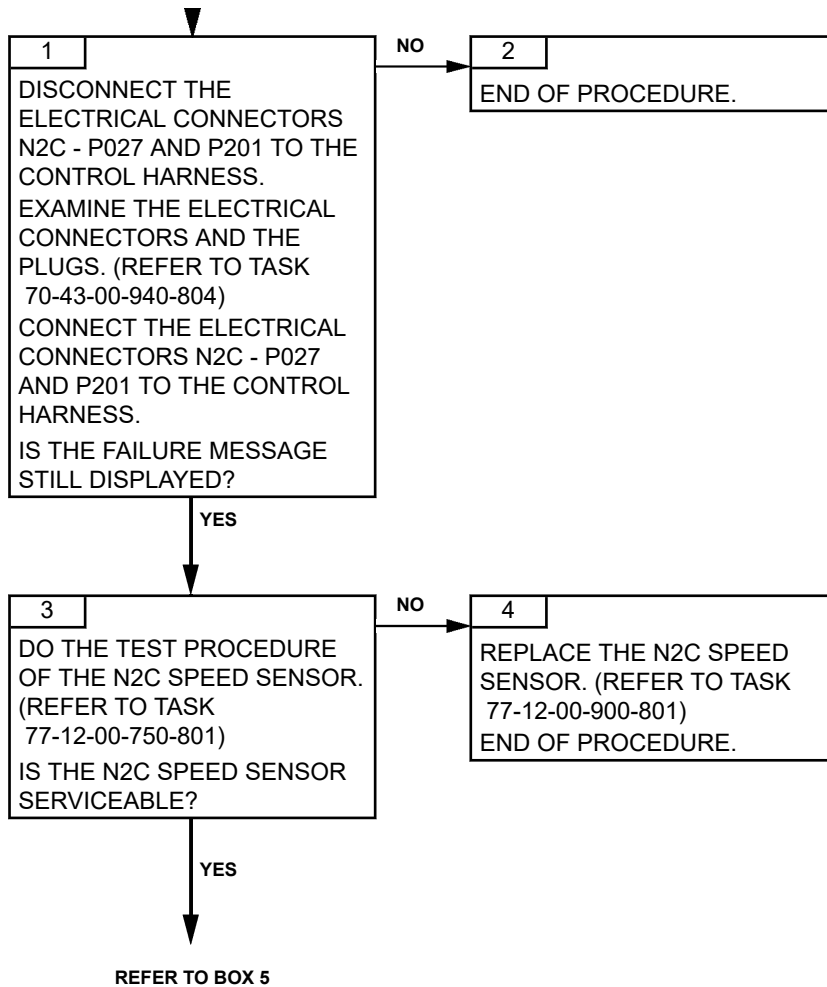 1
DISCONNECT THE
ELECTRICAL CONNECTORS
N2C - P027 AND P201 TO THE
CONTROL HARNESS.
EXAMINE THE ELECTRICAL
CONNECTORS AND THE
PLUGS. (REFER TO TASK
70-43-00-940-804)
CONNECT THE ELECTRICAL
CONNECTORS N2C - P027
AND P201 TO THE CONTROL
HARNESS.
IS THE FAILURE MESSAGE
STILL DISPLAYED?
NO
2
END OF PROCEDURE.
YES
3
DO THE TEST PROCEDURE
OF THE N2C SPEED SENSOR.
(REFER TO TASK
77-12-00-750-801)
IS THE N2C SPEED SENSOR
SERVICEABLE?
NO
4
REPLACE THE N2C SPEED
SENSOR. (REFER TO TASK
77-12-00-900-801)
END OF PROCEDURE.
YES
REFER TO BOX 5